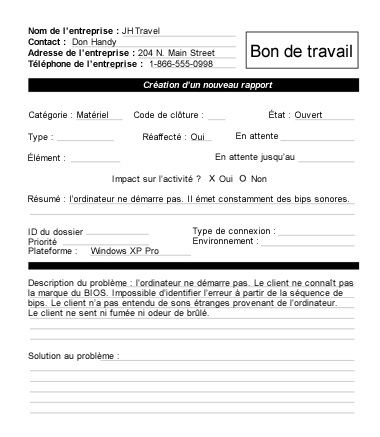 Nom de l'entreprise : JH Travel
Contact : Don Handy
Adresse de l'entreprise : 204 N. Main Street
Téléphone de l'entreprise : 1-866-555-0998
Bon de travail
Création d'un nouveau rapport
Catégorie : Matériel Code de clôture : État : Ouvert
Type : Réaffecté : Oui En attente
Élément : En attente jusqu'au
Impact sur l'activité ? X Oui O Non
Résumé : l'ordinateur ne démarre pas. Il émet constamment des bips sonores.
ID du dossier Type de connexion :
Priorité Environnement :
Plateforme : Windows XP Pro
Description du problème : l'ordinateur ne démarre pas. Le client ne connaît pas
la marque du BIOS. Impossible d'identifier l'erreur à partir de la séquence de
bips. Le client n'a pas entendu de sons étranges provenant de l'ordinateur.
Le client ne sent ni fumée ni odeur de brûlé.
Solution au problème :